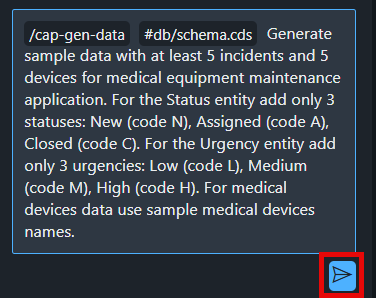 /cap-gen-data #db/schema.cds Generate
sample data with at least 5 incidents and 5
devices for medical equipment maintenance
application. For the Status entity add only 3
statuses: New (code N), Assigned (code A),
Closed (code C). For the Urgency entity add
only 3 urgencies: Low (code L), Medium
(code M), High (code H). For medical
devices data use sample medical devices
names.